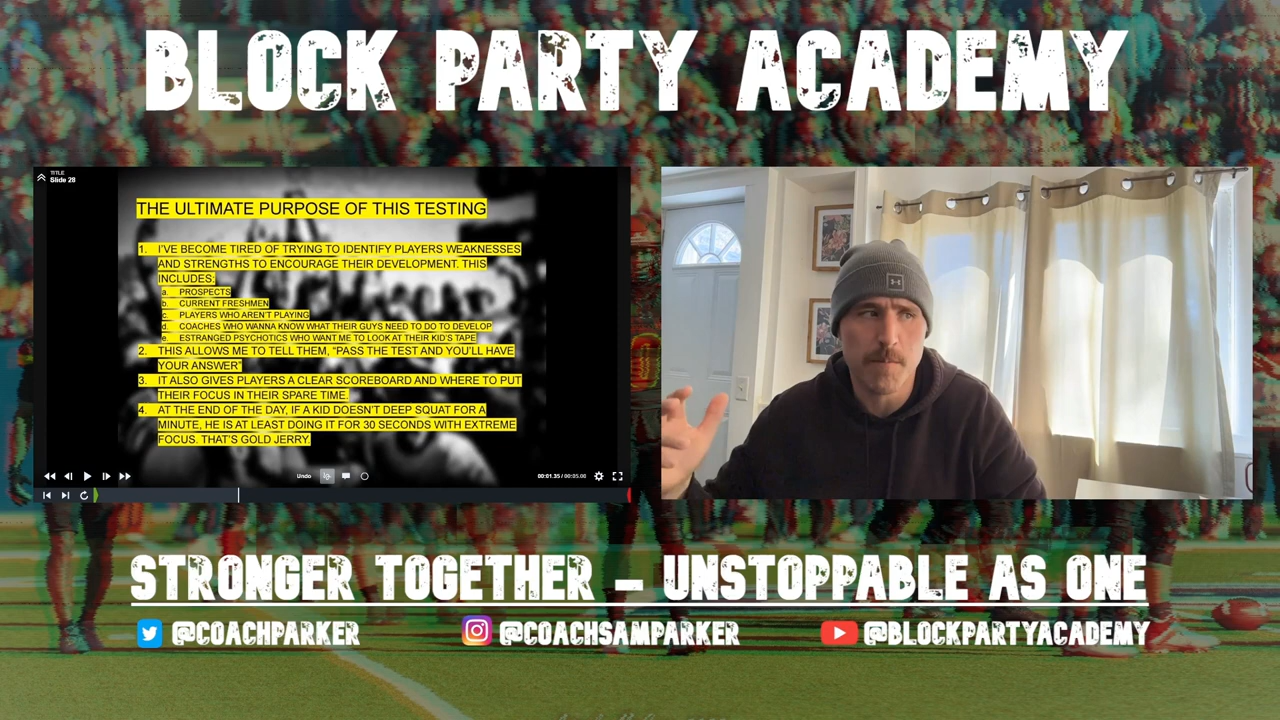 BLOCK PARTY ACADEMY
TITLE
Slide 28
THE ULTIMATE PURPOSE OF THIS TESTING
1. I'VE BECOME TIRED OF TRYING TO IDENTIFY PLAYERS WEAKNESSES
AND STRENGTHS TO ENCOURAGE THEIR DEVELOPMENT. THIS
INCLUDES:
a. PROSPECTS
b. CURRENT FRESHMEN
c. PLAYERS WHO AREN'T PLAYING
d. COACHES WHO WANNA KNOW WHAT THEIR GUYS NEED TO DO TO DEVELOP
e. ESTRANGED PSYCHOTICS WHO WANT ME TO LOOK AT THEIR KID'S TAPE
2. THIS ALLOWS ME TO TELL THEM, "PASS THE TEST AND YOU'LL HAVE
YOUR ANSWER"
3. IT ALSO GIVES PLAYERS A CLEAR SCOREBOARD AND WHERE TO PUT
THEIR FOCUS IN THEIR SPARE TIME.
4. AT THE END OF THE DAY, IF A KID DOESN'T DEEP SQUAT FOR A
MINUTE, HE IS AT LEAST DOING IT FOR 30 SECONDS WITH EXTREME
FOCUS. THAT'S GOLD JERRY.
Undo
00:01.35 / 00:05.00
STRONGER TOGETHER - UNSTOPPABLE AS ONE
@COACHPARKER @COACHSAMPARKER @BLOCKPARTYACADEMY